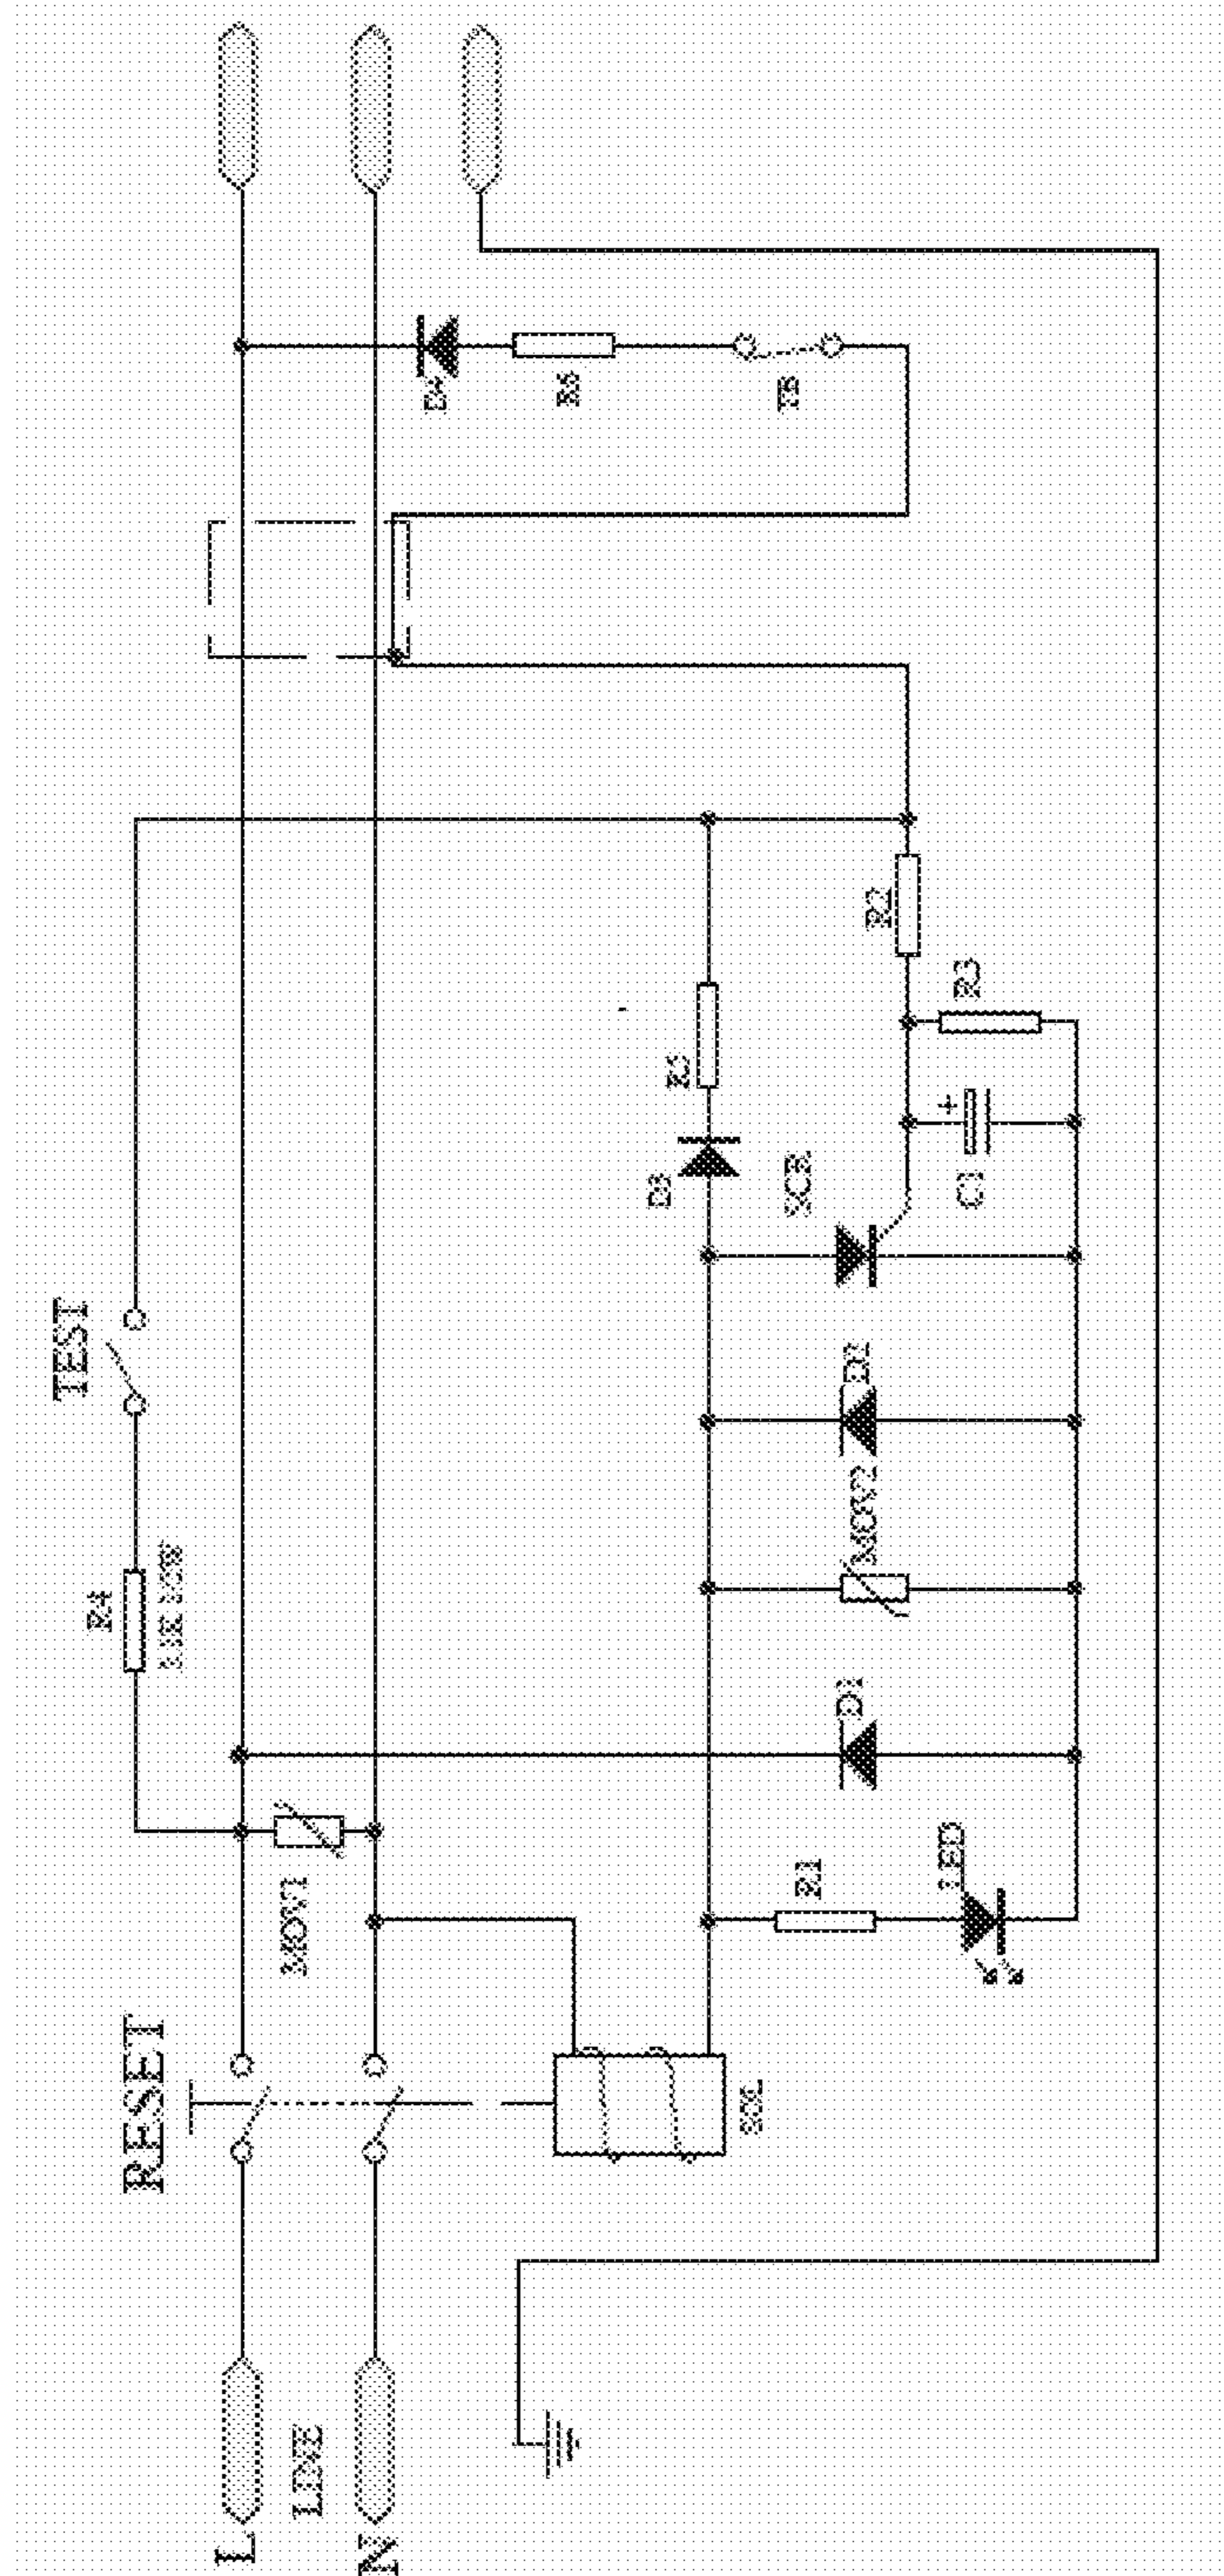 L
LINE
N
RESET
MOV1
SOL
R4
TEST
R1
LED
D1
MOV2
D2
SCR
C1
+
D3
R5
R3
R2
D4
R6